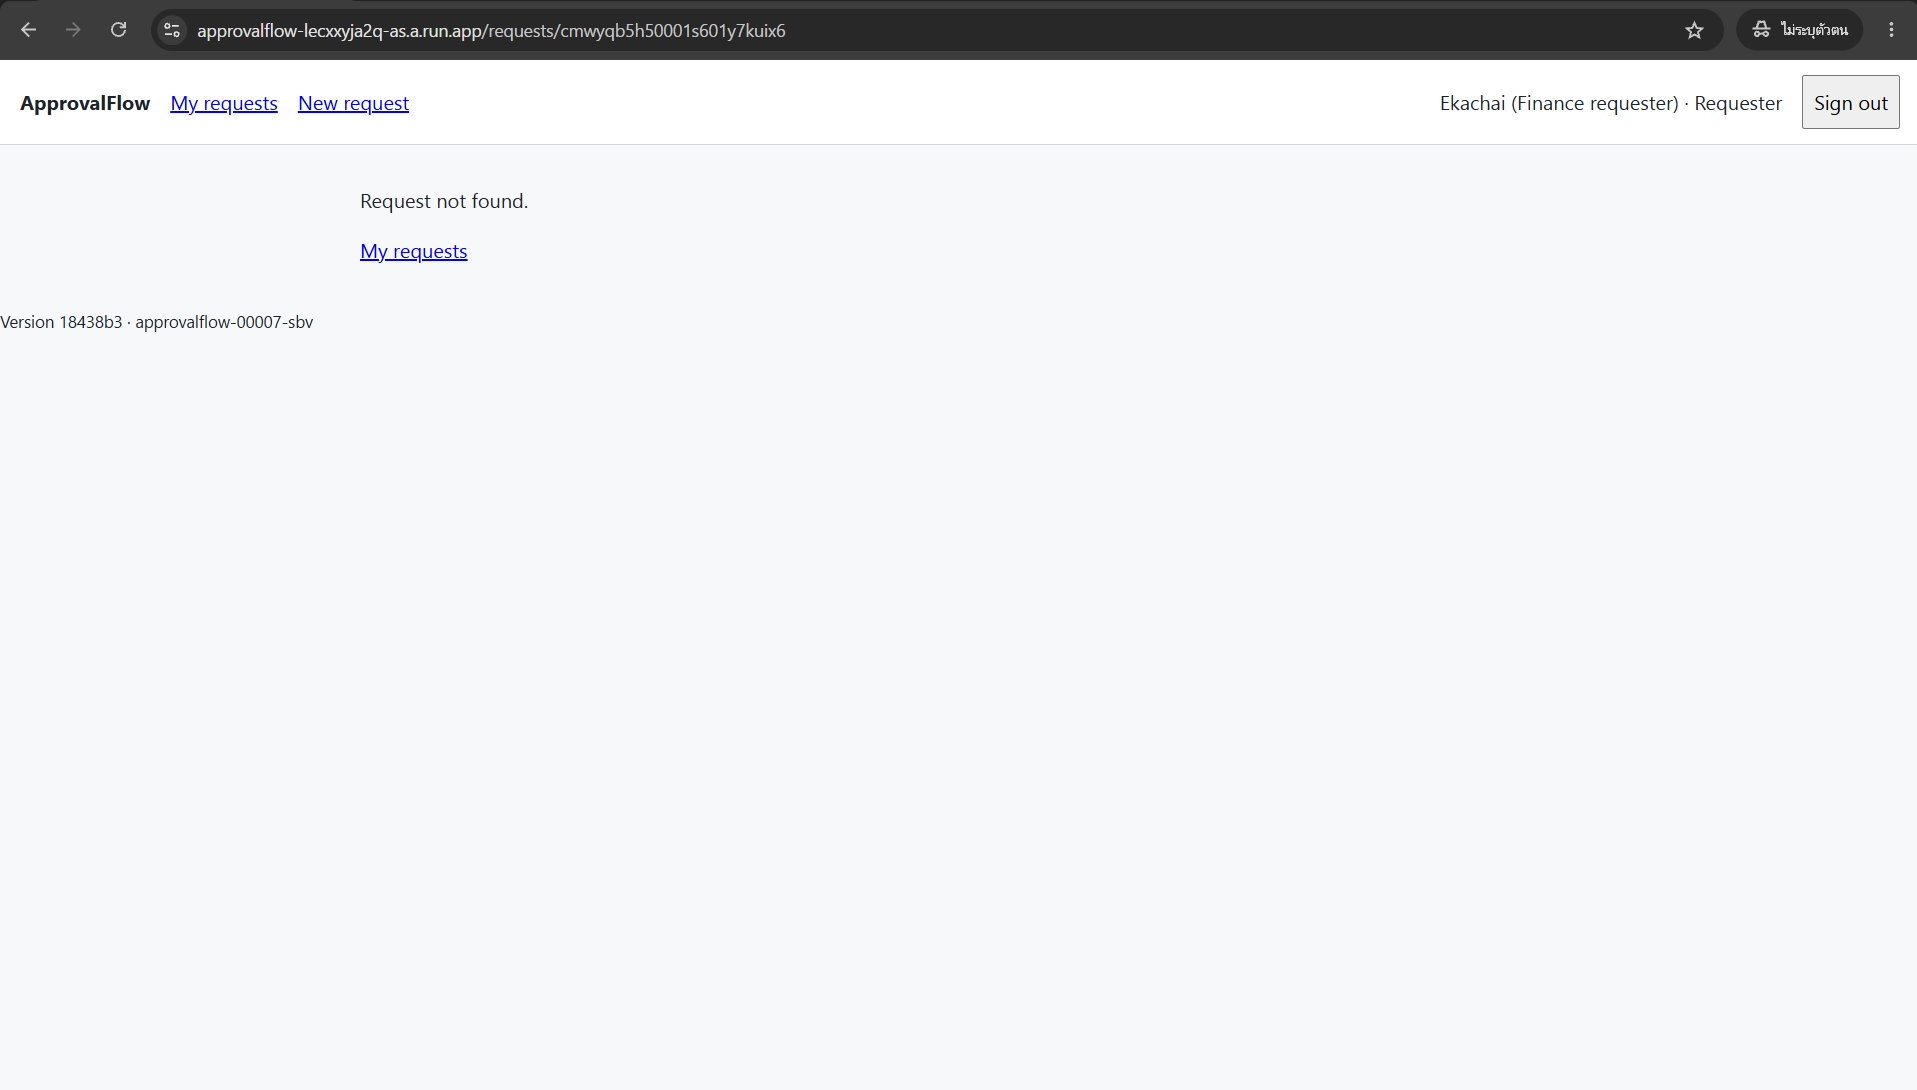 approvalflow-lecxxyja2q-as.a.run.app/requests/cmwyqb5h50001s601y7kuix6
ไม่ระบุตัวตน
ApprovalFlow My requests New request Ekachai (Finance requester) · Requester Sign out
Request not found.
My requests
Version 18438b3 · approvalflow-00007-sbv